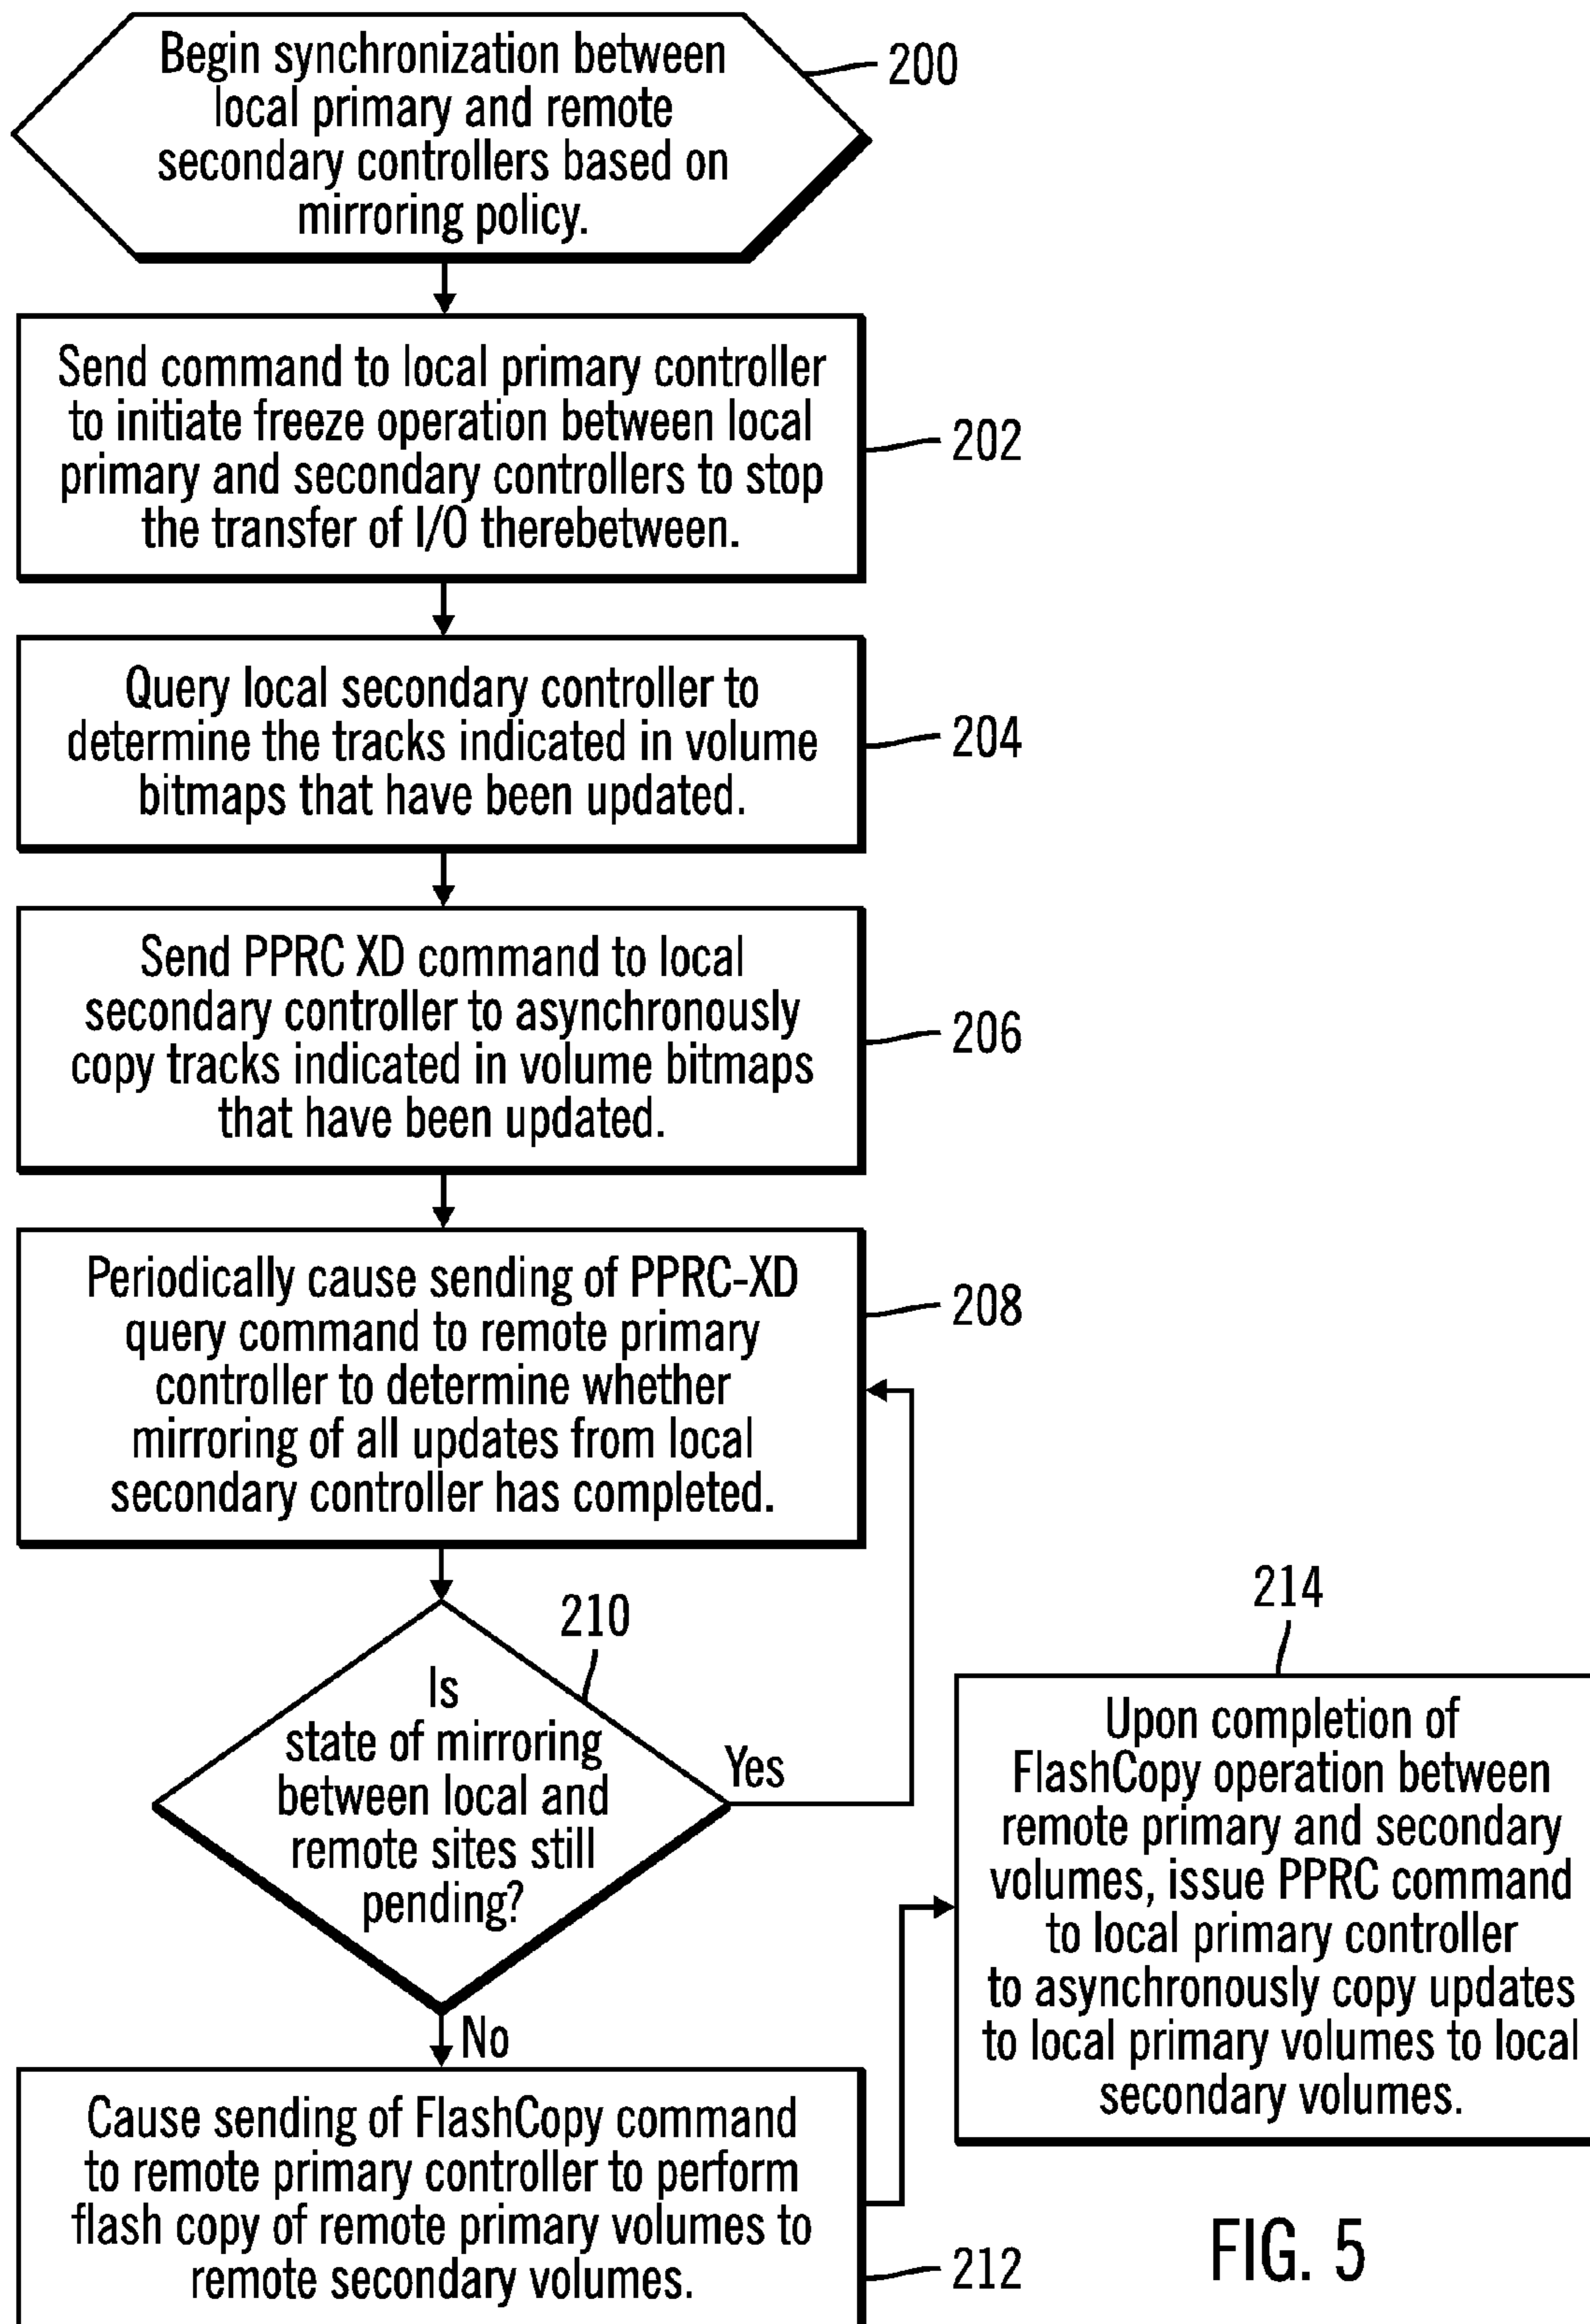 Begin synchronization between
local primary and remote
secondary controllers based on
mirroring policy.
200
Send command to local primary controller
to initiate freeze operation between local
primary and secondary controllers to stop
the transfer of I/O therebetween.
202
Query local secondary controller to
determine the tracks indicated in volume
bitmaps that have been updated.
204
Send PPRC XD command to local
secondary controller to asynchronously
copy tracks indicated in volume bitmaps
that have been updated.
206
Periodically cause sending of PPRC-XD
query command to remote primary
controller to determine whether
mirroring of all updates from local
secondary controller has completed.
208
210
Is
state of mirroring
between local and
remote sites still
pending?
Yes
No
Cause sending of FlashCopy command
to remote primary controller to perform
flash copy of remote primary volumes to
remote secondary volumes.
212
214
Upon completion of
FlashCopy operation between
remote primary and secondary
volumes, issue PPRC command
to local primary controller
to asynchronously copy updates
to local primary volumes to local
secondary volumes.
FIG. 5